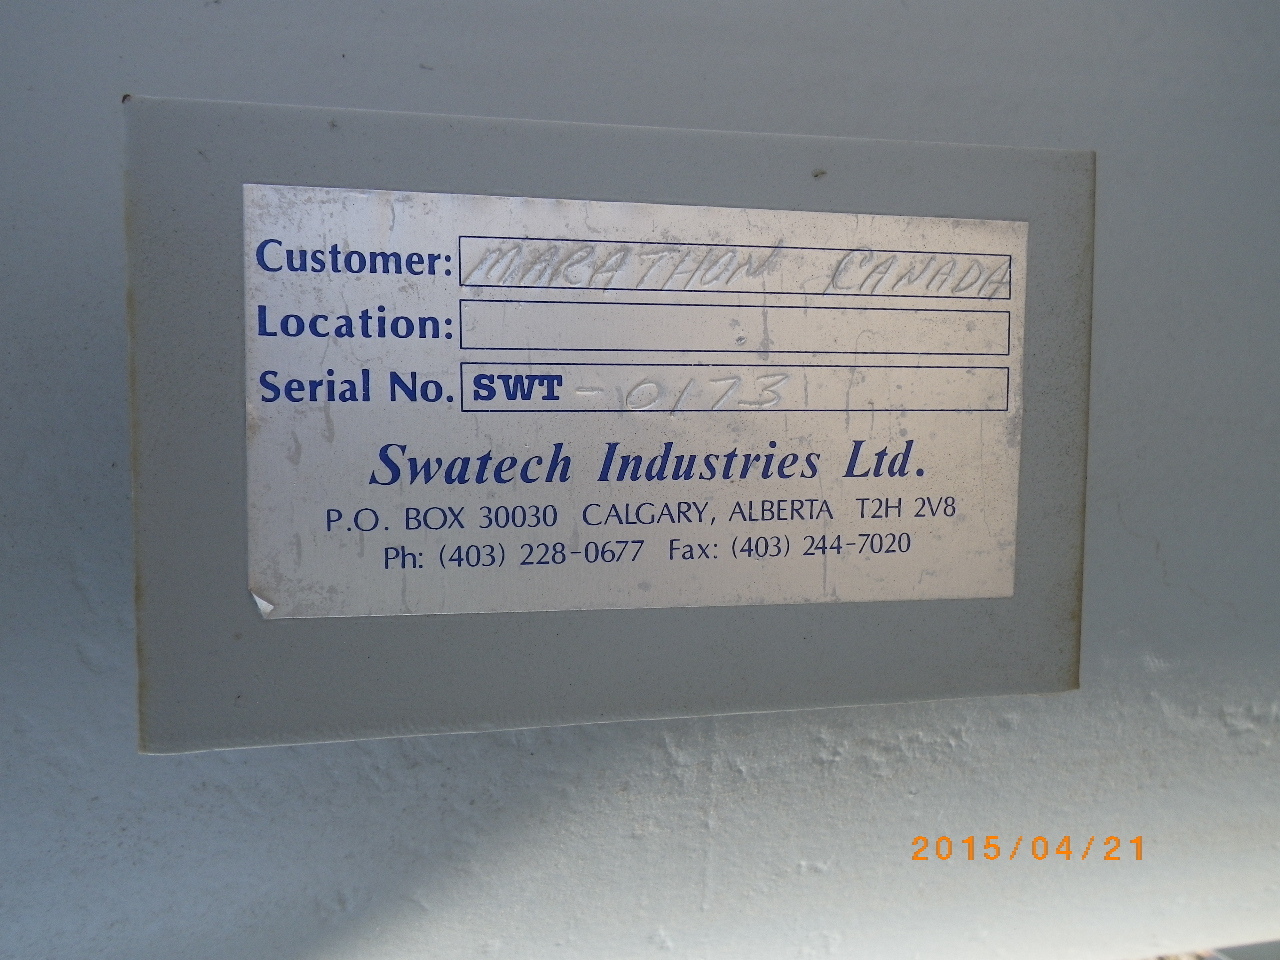 Customer: MARATHON CANADA
Location:
Serial No. SWT - 0173
Swatech Industries Ltd.
P.O. BOX 30030 CALGARY, ALBERTA T2H 2V8
Ph: (403) 228-0677 Fax: (403) 244-7020
2015/04/21